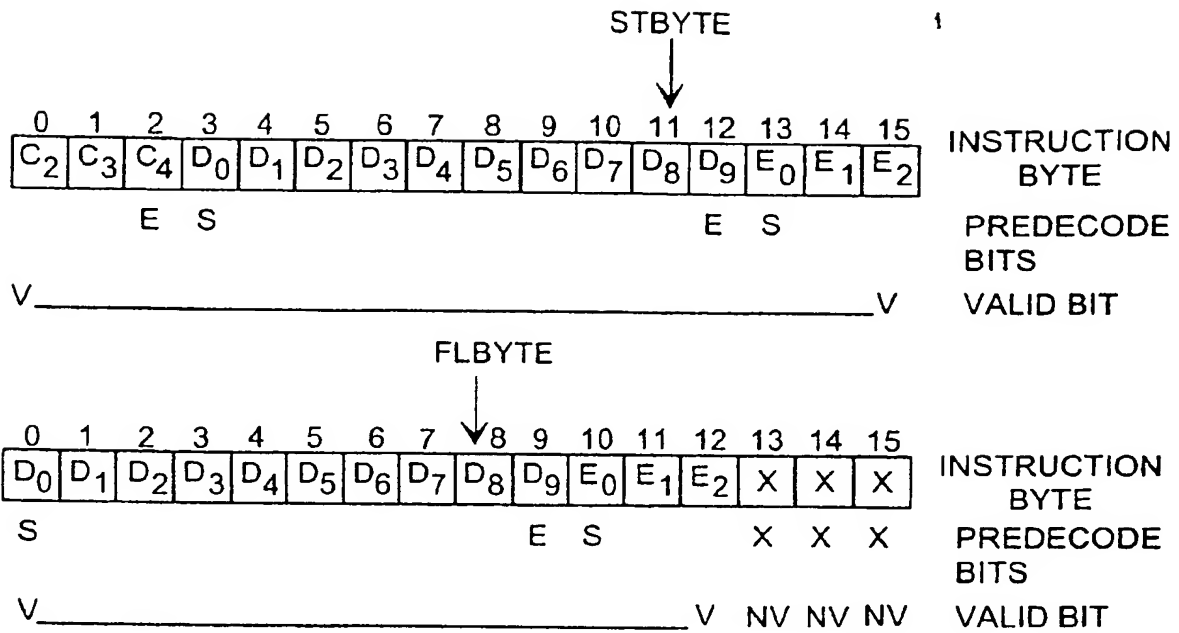 STBYTE
0 1 2 3 4 5 6 7 8 9 10 11 12 13 14 15
C2 C3 C4 D0 D1 D2 D3 D4 D5 D6 D7 D8 D9 E0 E1 E2
INSTRUCTION
BYTE
E S E S
PREDECODE
BITS
V V
VALID BIT
FLBYTE
0 1 2 3 4 5 6 7 8 9 10 11 12 13 14 15
D0 D1 D2 D3 D4 D5 D6 D7 D8 D9 E0 E1 E2 X X X
INSTRUCTION
BYTE
S E S X X X
PREDECODE
BITS
V V NV NV NV
VALID BIT